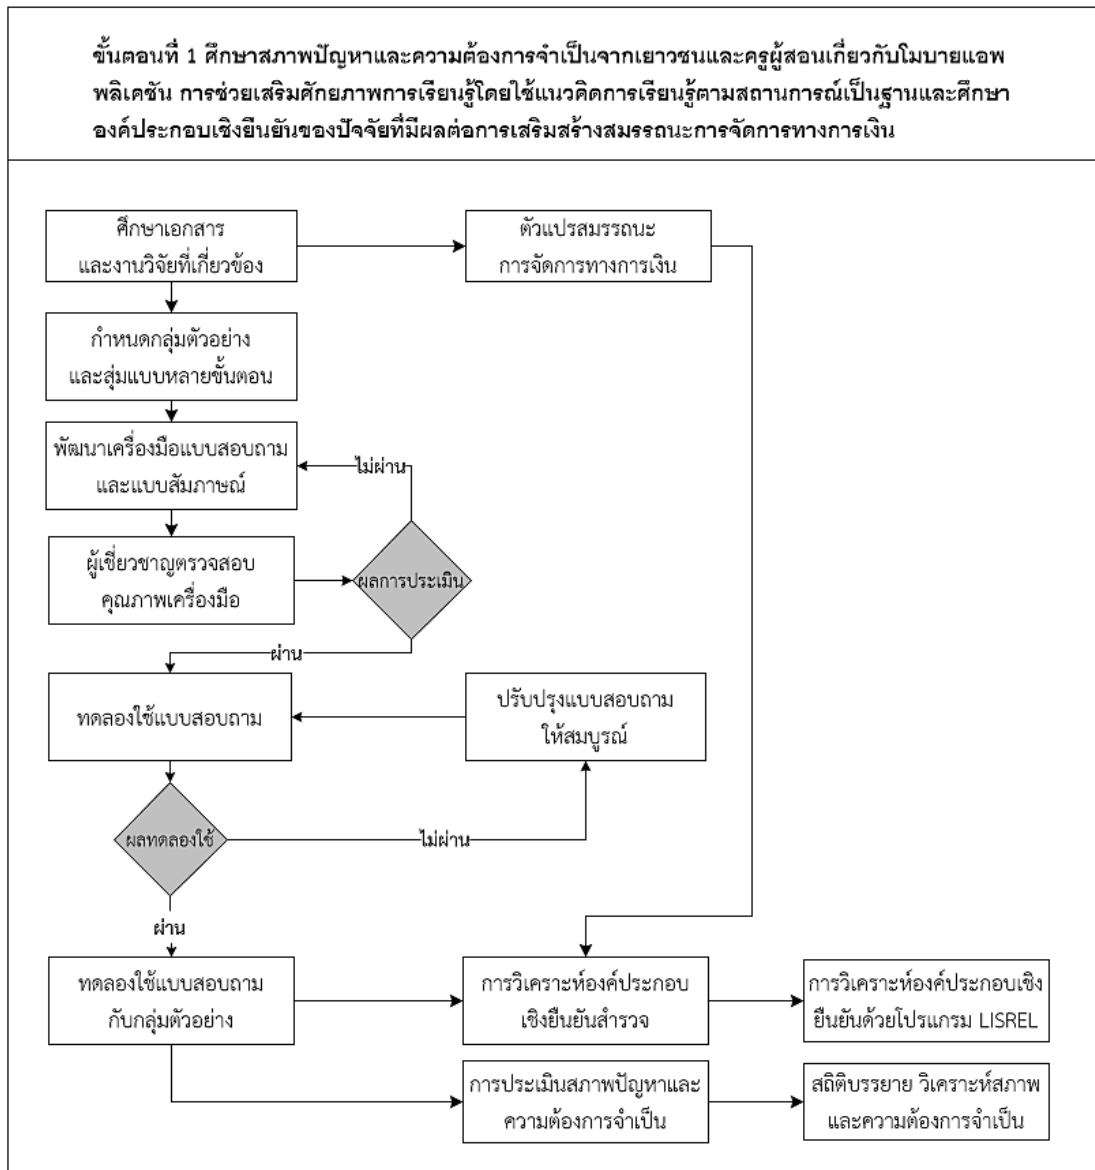 ขั้นตอนที่ 1 ศึกษาสภาพปัญหาและความต้องการจำเป็นจากเยาวชนและครูผู้สอนเกี่ยวกับโมบายแอพ
พลิเคชัน การช่วยเสริมศักยภาพการเรียนรู้โดยใช้แนวคิดการเรียนรู้ตามสถานการณ์เป็นฐานและศึกษา
องค์ประกอบเชิงยืนยันของปัจจัยที่มีผลต่อการเสริมสร้างสมรรถนะการจัดการทางการเงิน
ศึกษาเอกสาร
และงานวิจัยที่เกี่ยวข้อง
ตัวแปรสมรรถนะ
การจัดการทางการเงิน
กำหนดกลุ่มตัวอย่าง
และสุ่มแบบหลายขั้นตอน
พัฒนาเครื่องมือแบบสอบถาม
และแบบสัมภาษณ์
ไม่ผ่าน
ผู้เชี่ยวชาญตรวจสอบ
คุณภาพเครื่องมือ
ผลการประเมิน
ผ่าน
ทดลองใช้แบบสอบถาม
ปรับปรุงแบบสอบถาม
ให้สมบูรณ์
ผลทดลองใช้
ไม่ผ่าน
ผ่าน
ทดลองใช้แบบสอบถาม
กับกลุ่มตัวอย่าง
การวิเคราะห์องค์ประกอบ
เชิงยืนยันสำรวจ
การวิเคราะห์องค์ประกอบเชิง
ยืนยันด้วยโปรแกรม LISREL
การประเมินสภาพปัญหาและ
ความต้องการจำเป็น
สถิติบรรยาย วิเคราะห์สภาพ
และความต้องการจำเป็น